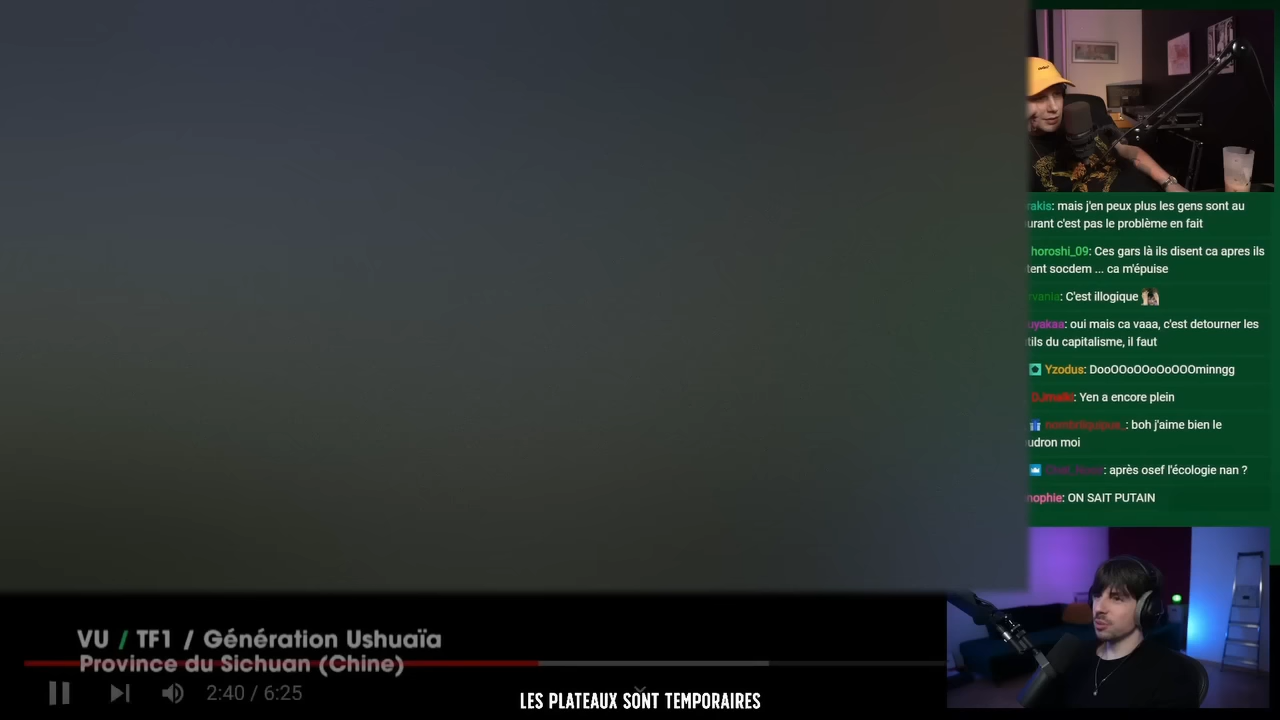 rakis: mais j'en peux plus les gens sont au
urant c'est pas le problème en fait
horoshi_09: Ces gars là ils disent ca apres ils
tent socdem ... ca m'épuise
rvania: C'est illogique
uyakaa: oui mais ca vaaa, c'est detourner les
tils du capitalisme, il faut
Yzodus: DooOOoOOoOoOOOminngg
DJmalki: Yen a encore plein
: boh j'aime bien le
udron moi
: après osef l'écologie nan ?
nophie: ON SAIT PUTAIN
VU / TF1 / Génération Ushuaïa
Province du Sichuan (Chine)
2:40 / 6:25
LES PLATEAUX SONT TEMPORAIRES